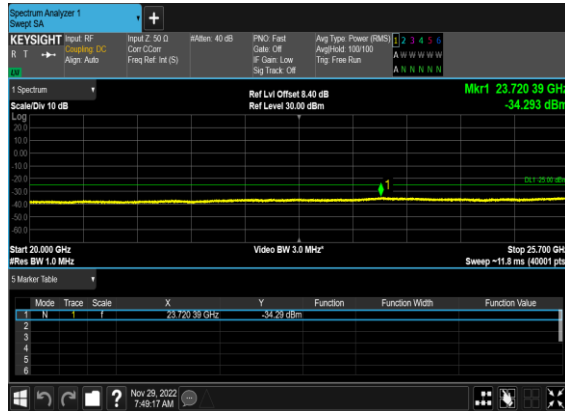 Spectrum Analyzer 1
Swept SA
+
KEYSIGHT
R T
Input: RF
Coupling: DC
Align: Auto
Input Z: 50 Ω
Corr CCorr
Freq Ref: Int (S)
#Atten: 40 dB
PNO: Fast
Gate: Off
IF Gain: Low
Sig Track: Off
Avg Type: Power (RMS)
Avg|Hold: 100/100
Trig: Free Run
1 2 3 4 5 6
A W W W W W
A N N N N N
1 Spectrum
Scale/Div 10 dB
Log
Ref Lvl Offset 8.40 dB
Ref Level 30.00 dBm
Mkr1 23.720 39 GHz
-34.293 dBm
20.0
10.0
0.00
-10.0
-20.0
-30.0
-40.0
-50.0
-60.0
DL1 -25.00 dBm
1
Start 20.000 GHz
#Res BW 1.0 MHz
Video BW 3.0 MHz*
Stop 25.700 GHz
Sweep ~11.8 ms (40001 pts)
5 Marker Table
Mode Trace Scale X Y Function Function Width Function Value
1 N 1 f 23.720 39 GHz -34.29 dBm
2
3
4
5
6
?
Nov 29, 2022
7:49:17 AM